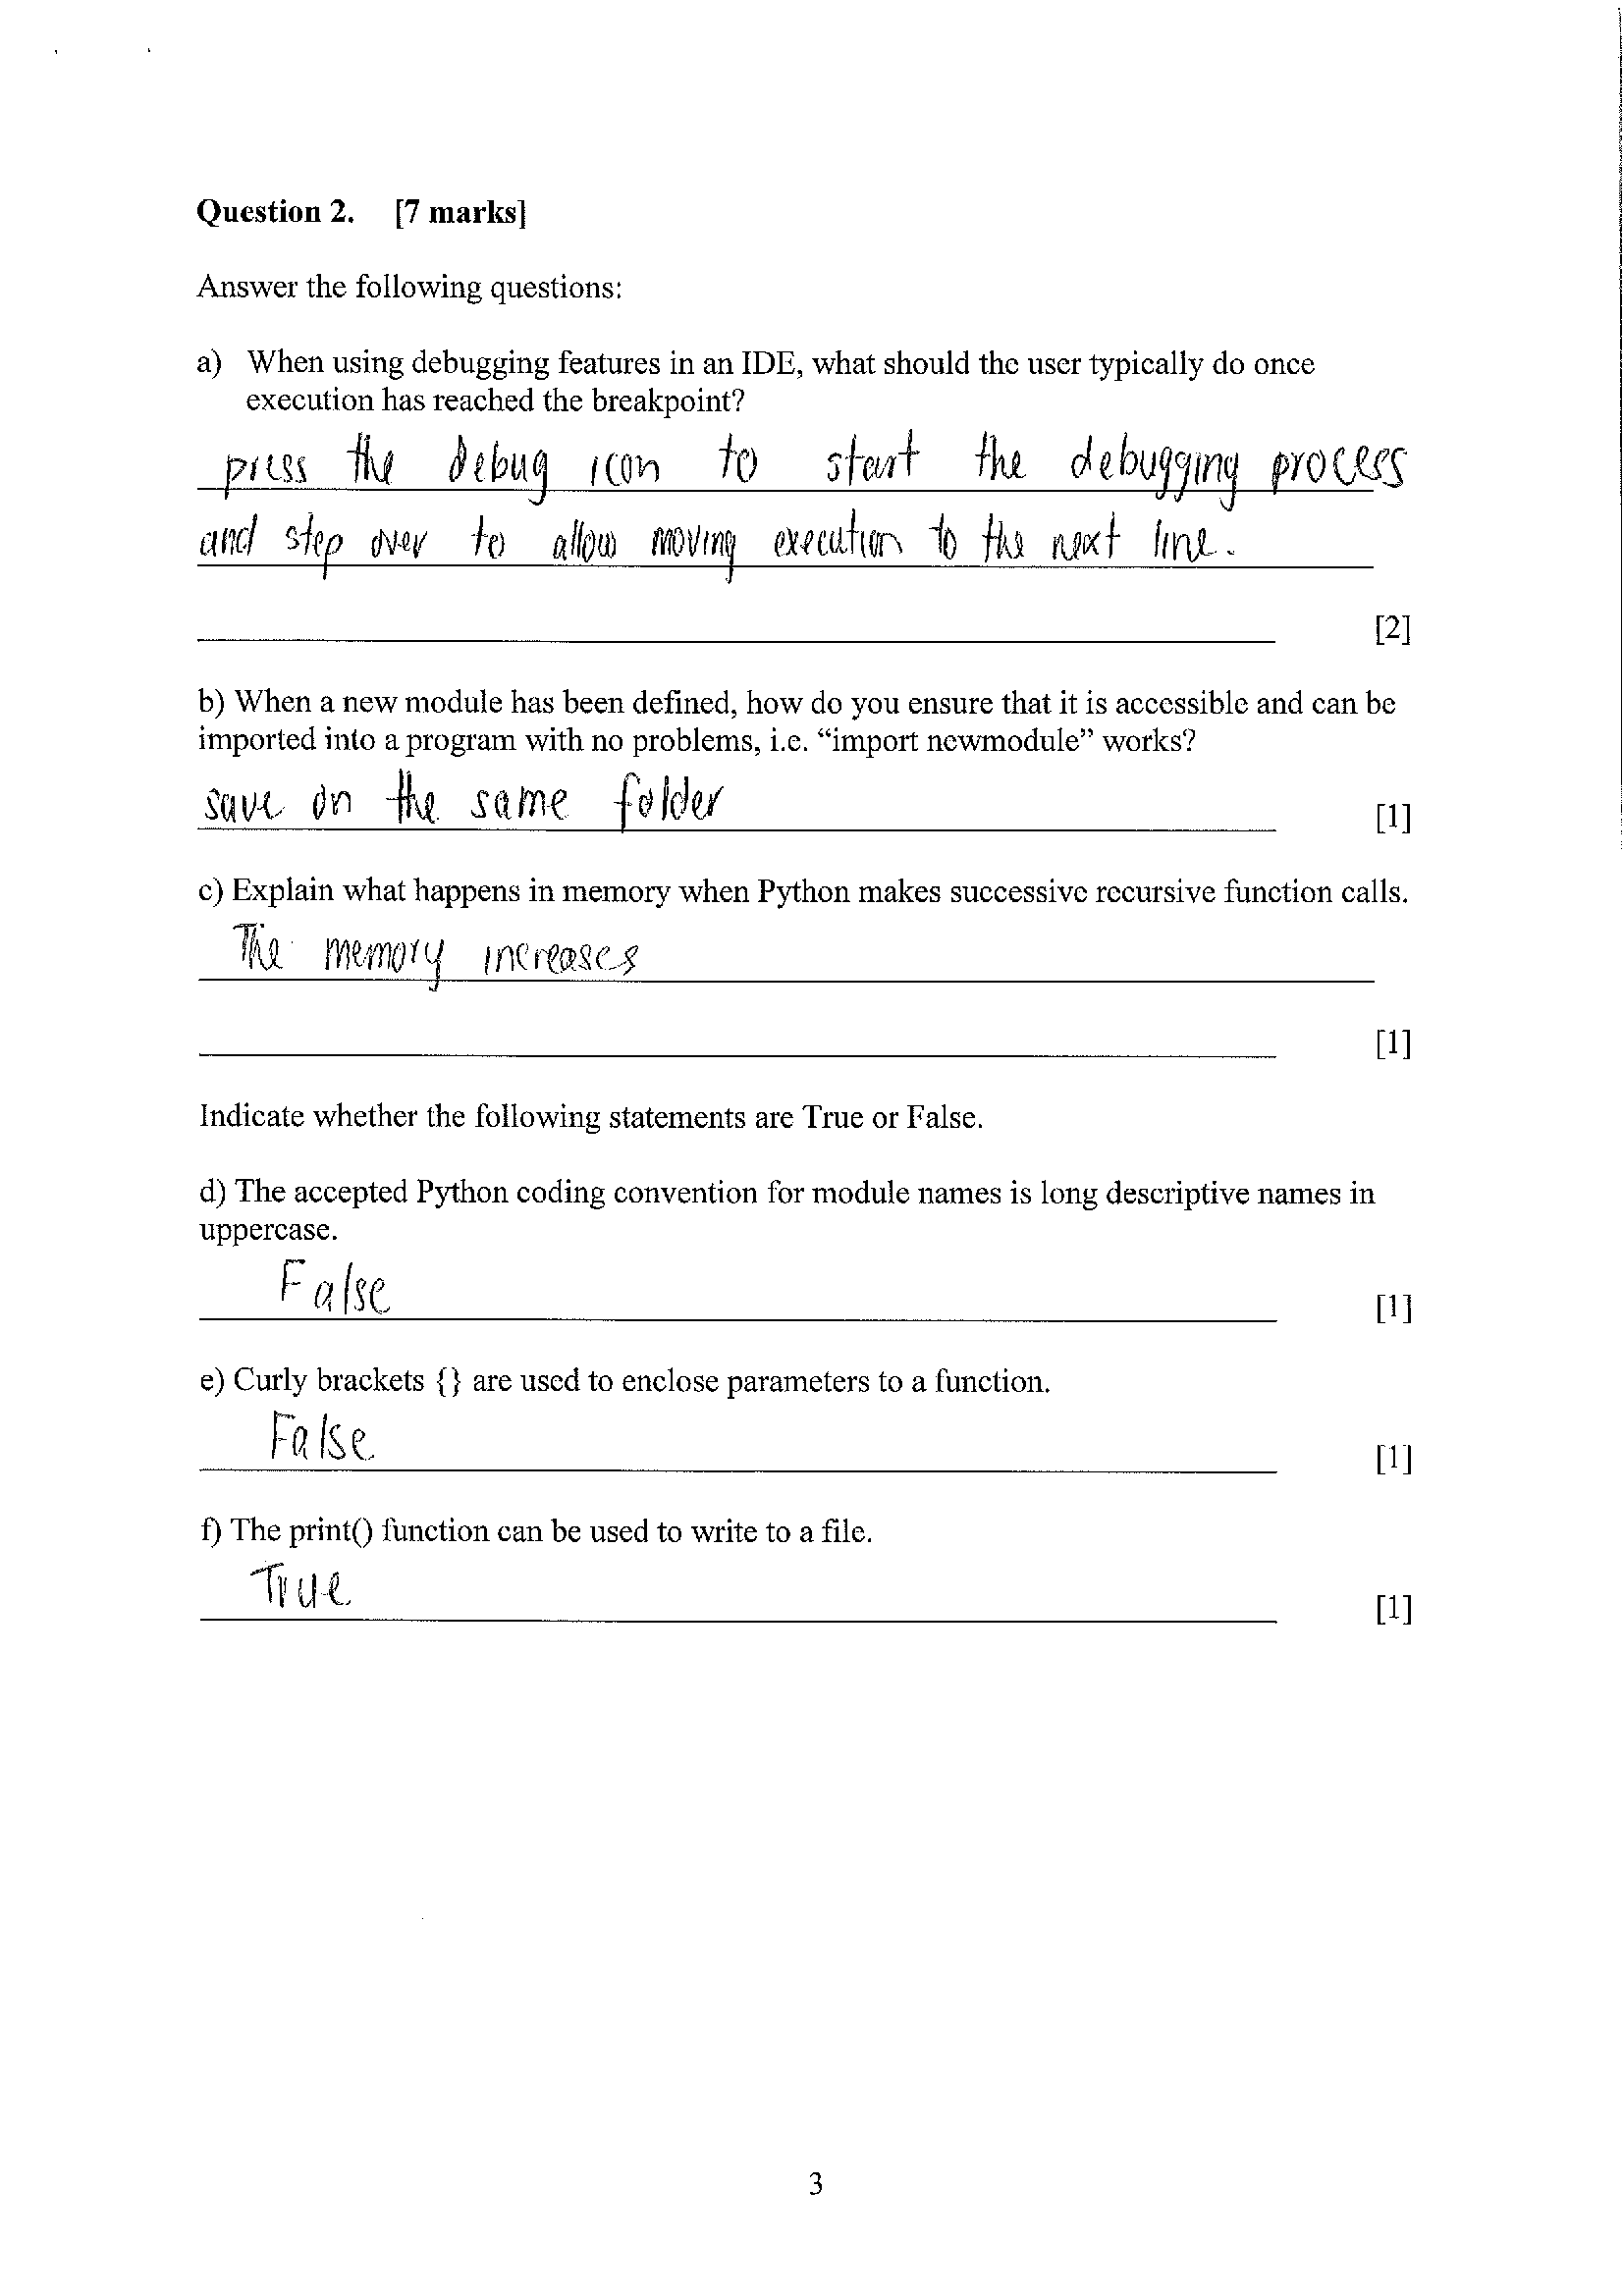 Question 2. [7 marks]
Answer the following questions:
a) When using debugging features in an IDE, what should the user typically do once
execution has reached the breakpoint?
press the debug icon to start the debugging process
and step over to allow moving execution to the next line.
[2]
b) When a new module has been defined, how do you ensure that it is accessible and can be
imported into a program with no problems, i.e. “import newmodule” works?
save on the same folder
[1]
c) Explain what happens in memory when Python makes successive recursive function calls.
The memory increases
[1]
Indicate whether the following statements are True or False.
d) The accepted Python coding convention for module names is long descriptive names in
uppercase.
False
[1]
e) Curly brackets {} are used to enclose parameters to a function.
False
[1]
f) The print() function can be used to write to a file.
True
[1]
3